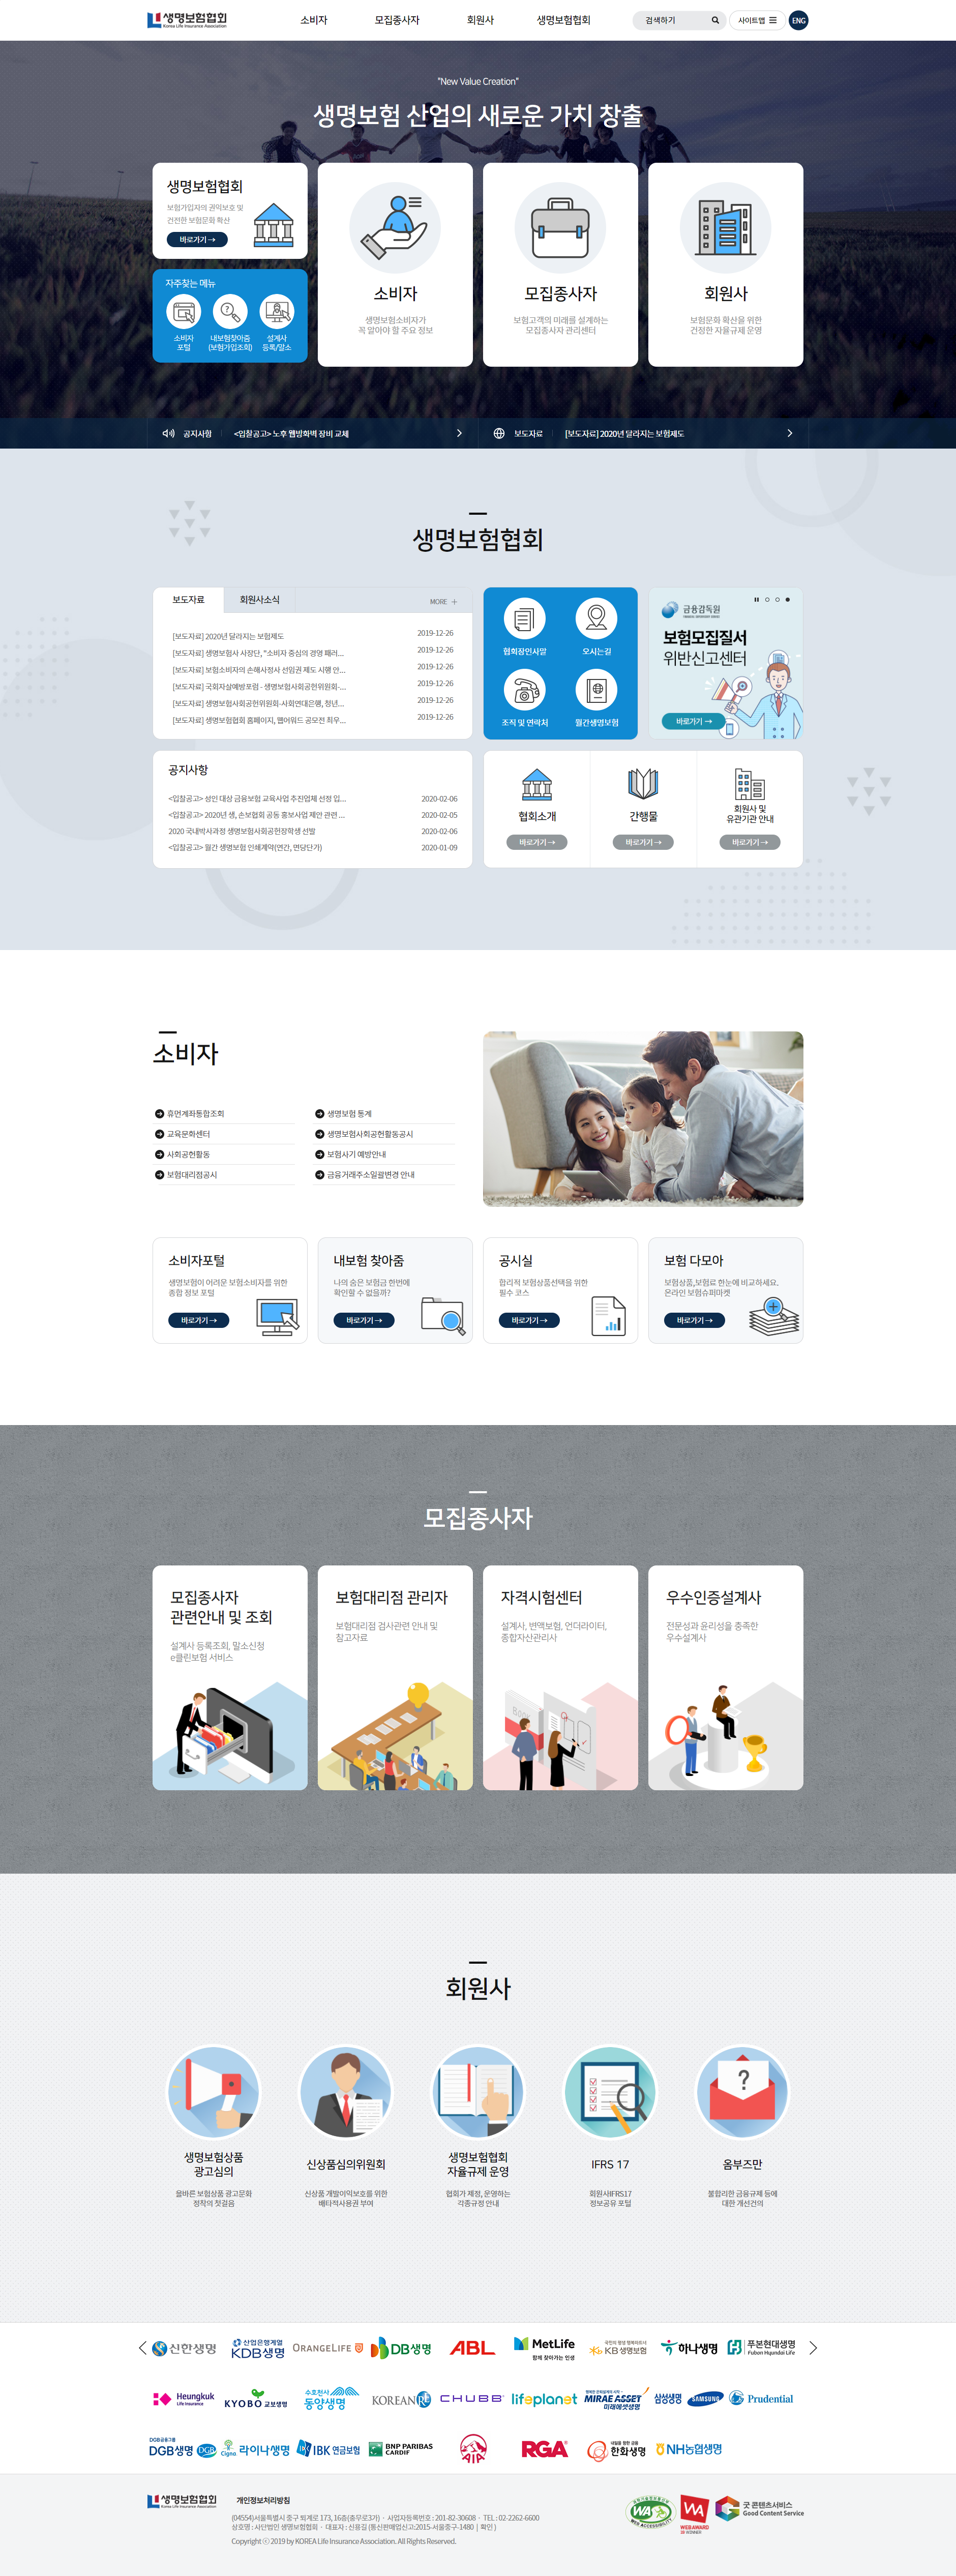 생명보험협회
Korea Life Insurance Association
소비자
모집종사자
회원사
생명보험협회
검색하기
사이트맵
ENG
"New Value Creation"
생명보험 산업의 새로운 가치 창출
생명보험협회
보험가입자의 권익보호 및
건전한 보험문화 확산
바로가기 →
자주찾는 메뉴
소비자
포털
내보험찾아줌
(보험가입조회)
설계사
등록/말소
소비자
생명보험소비자가
꼭 알아야 할 주요 정보
모집종사자
보험고객의 미래를 설계하는
모집종사자 관리센터
회원사
보험문화 확산을 위한
건정한 자율규제 운영
공지사항
<입찰공고> 노후 웹방화벽 장비 교체
보도자료
[보도자료] 2020년 달라지는 보험제도
생명보험협회
보도자료
회원사소식
MORE +
[보도자료] 2020년 달라지는 보험제도
2019-12-26
[보도자료] 생명보험사 사장단, "소비자 중심의 경영 패러...
2019-12-26
[보도자료] 보험소비자의 손해사정사 선임권 제도 시행 안...
2019-12-26
[보도자료] 국회자살예방포럼 - 생명보험사회공헌위원회-...
2019-12-26
[보도자료] 생명보험사회공헌위원회-사회연대은행, 청년...
2019-12-26
[보도자료] 생명보험협회 홈페이지, 웹어워드 공모전 최우...
2019-12-26
협회장인사말
오시는길
조직 및 연락처
월간생명보험
금융감독원
보험모집질서
위반신고센터
바로가기 →
공지사항
<입찰공고> 성인 대상 금융보험 교육사업 추진업체 선정 입...
2020-02-06
<입찰공고> 2020년 생, 손보협회 공동 홍보사업 제안 관련 ...
2020-02-05
2020 국내박사과정 생명보험사회공헌장학생 선발
2020-02-06
<입찰공고> 월간 생명보험 인쇄계약(연간, 면당단가)
2020-01-09
협회소개
바로가기 →
간행물
바로가기 →
회원사 및
유관기관 안내
바로가기 →
소비자
휴먼계좌통합조회
생명보험 통계
교육문화센터
생명보험사회공헌활동공시
사회공헌활동
보험사기 예방안내
보험대리점공시
금융거래주소일괄변경 안내
소비자포털
생명보험이 어려운 보험소비자를 위한
종합 정보 포털
바로가기 →
내보험 찾아줌
나의 숨은 보험금 한번에
확인할 수 없을까?
바로가기 →
공시실
합리적 보험상품선택을 위한
필수 코스
바로가기 →
보험 다모아
보험상품,보험료 한눈에 비교하세요.
온라인 보험슈퍼마켓
바로가기 →
모집종사자
모집종사자
관련안내 및 조회
설계사 등록조회, 말소신청
e클린보험 서비스
보험대리점 관리자
보험대리점 검사관련 안내 및
참고자료
자격시험센터
설계사, 변액보험, 언더라이터,
종합자산관리사
우수인증설계사
전문성과 윤리성을 충족한
우수설계사
회원사
생명보험상품
광고심의
올바른 보험상품 광고문화
정착의 첫걸음
신상품심의위원회
신상품 개발이익보호를 위한
배타적사용권 부여
생명보험협회
자율규제 운영
협회가 제정, 운영하는
각종규정 안내
IFRS 17
회원사IFRS17
정보공유 포털
옴부즈만
불합리한 금융규제 등에
대한 개선건의
신한생명
산업은행계열
KDB생명
ORANGELIFE
DB생명
ABL
MetLife
함께 찾아가는 인생
국민의 평생 멤버파트너
KB생명보험
하나생명
푸본현대생명
Fubon Hyundai Life
Heungkuk
Life Insurance
KYOBO 교보생명
수호천사
동양생명
KOREAN RE
CHUBB
lifeplanet
MIRAE ASSET
미래에셋생명
삼성생명 SAMSUNG
Prudential
DGB금융그룹
DGB생명 DGB
Cigna 라이나생명
IBK 연금보험
BNP PARIBAS
CARDIF
AIA
RGA
한화생명
NH농협생명
생명보험협회
Korea Life Insurance Association
개인정보처리방침
(04554)서울특별시 중구 퇴계로 173, 16층(충무로3가) · 사업자등록번호 : 201-82-30608 · TEL : 02-2262-6600
상호명 : 사단법인 생명보험협회 · 대표자 : 신용길 (통신판매업신고:2015-서울중구-1480 | 확인 )
Copyright ⓒ 2019 by KOREA Life Insurance Association. All Rights Reserved.
WA
WEB ACCESSIBILITY
WA
WEB AWARD
굿 콘텐츠서비스
Good Content Service